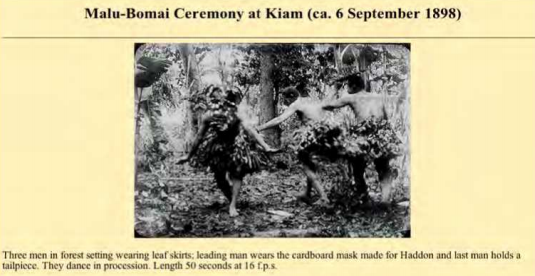 Malu-Bomai Ceremony at Kiam (ca. 6 September 1898)
Three men in forest setting wearing leaf skirts; leading man wears the cardboard mask made for Haddon and last man holds a
tailpiece. They dance in procession. Length 50 seconds at 16 f.p.s.